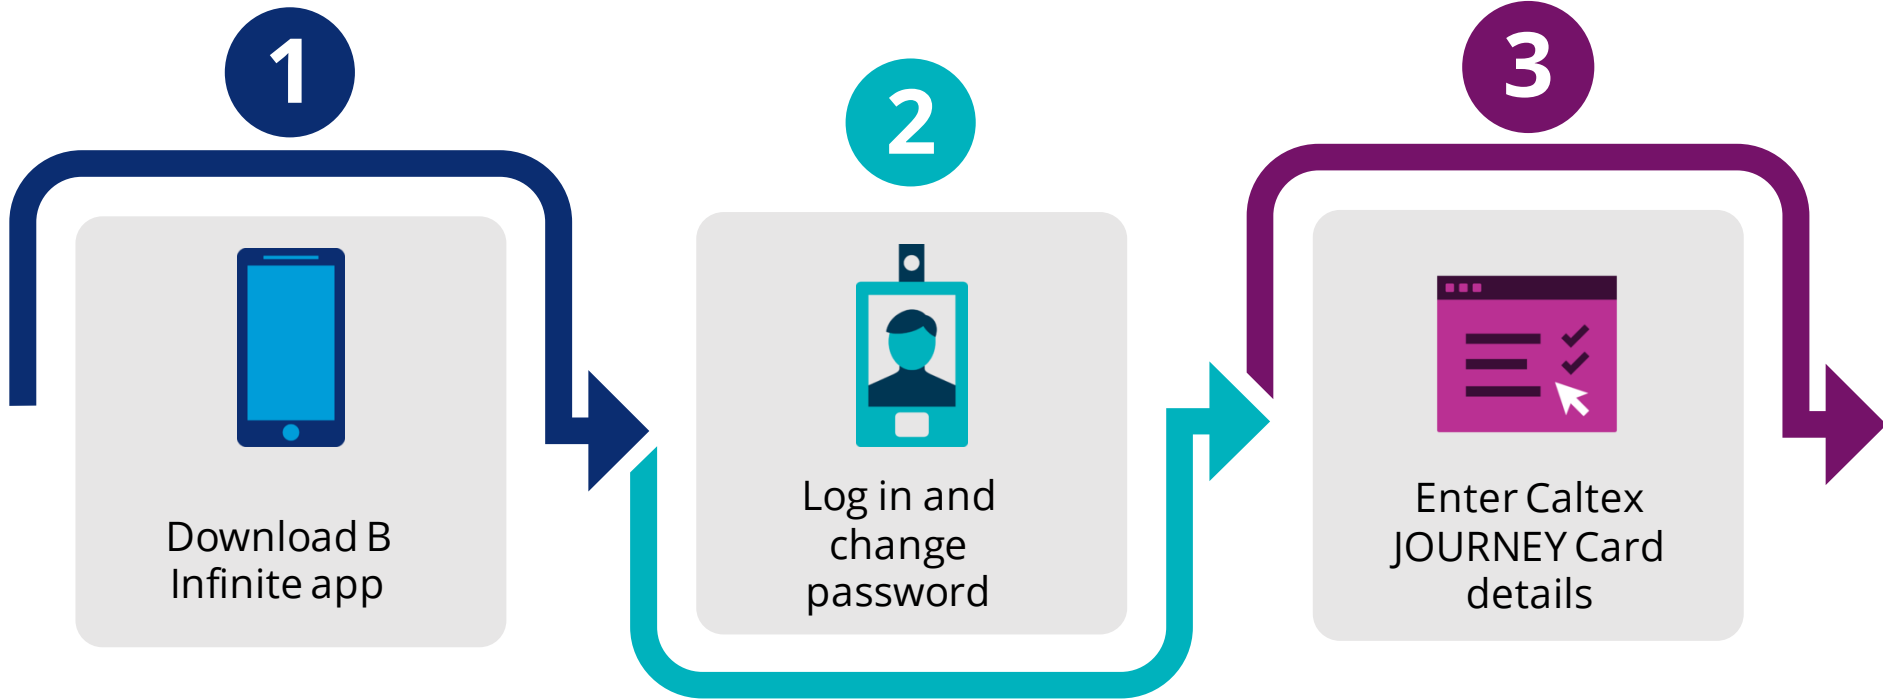 1
Download B
Infinite app
2
Log in and
change
password
3
Enter Caltex
JOURNEY Card
details